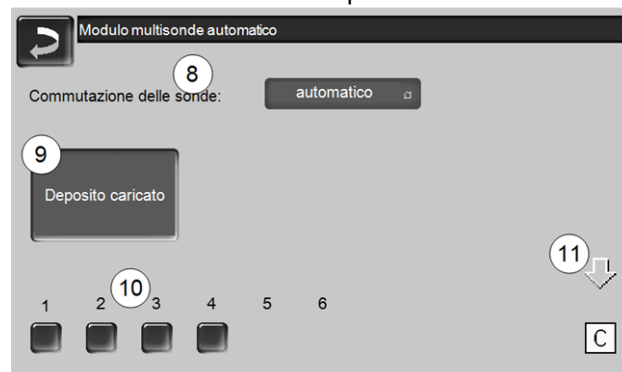 Modulo multisonde automatico
8
Commutazione delle sonde: automatico
9
Deposito caricato
11
10
1 2 3 4 5 6
C